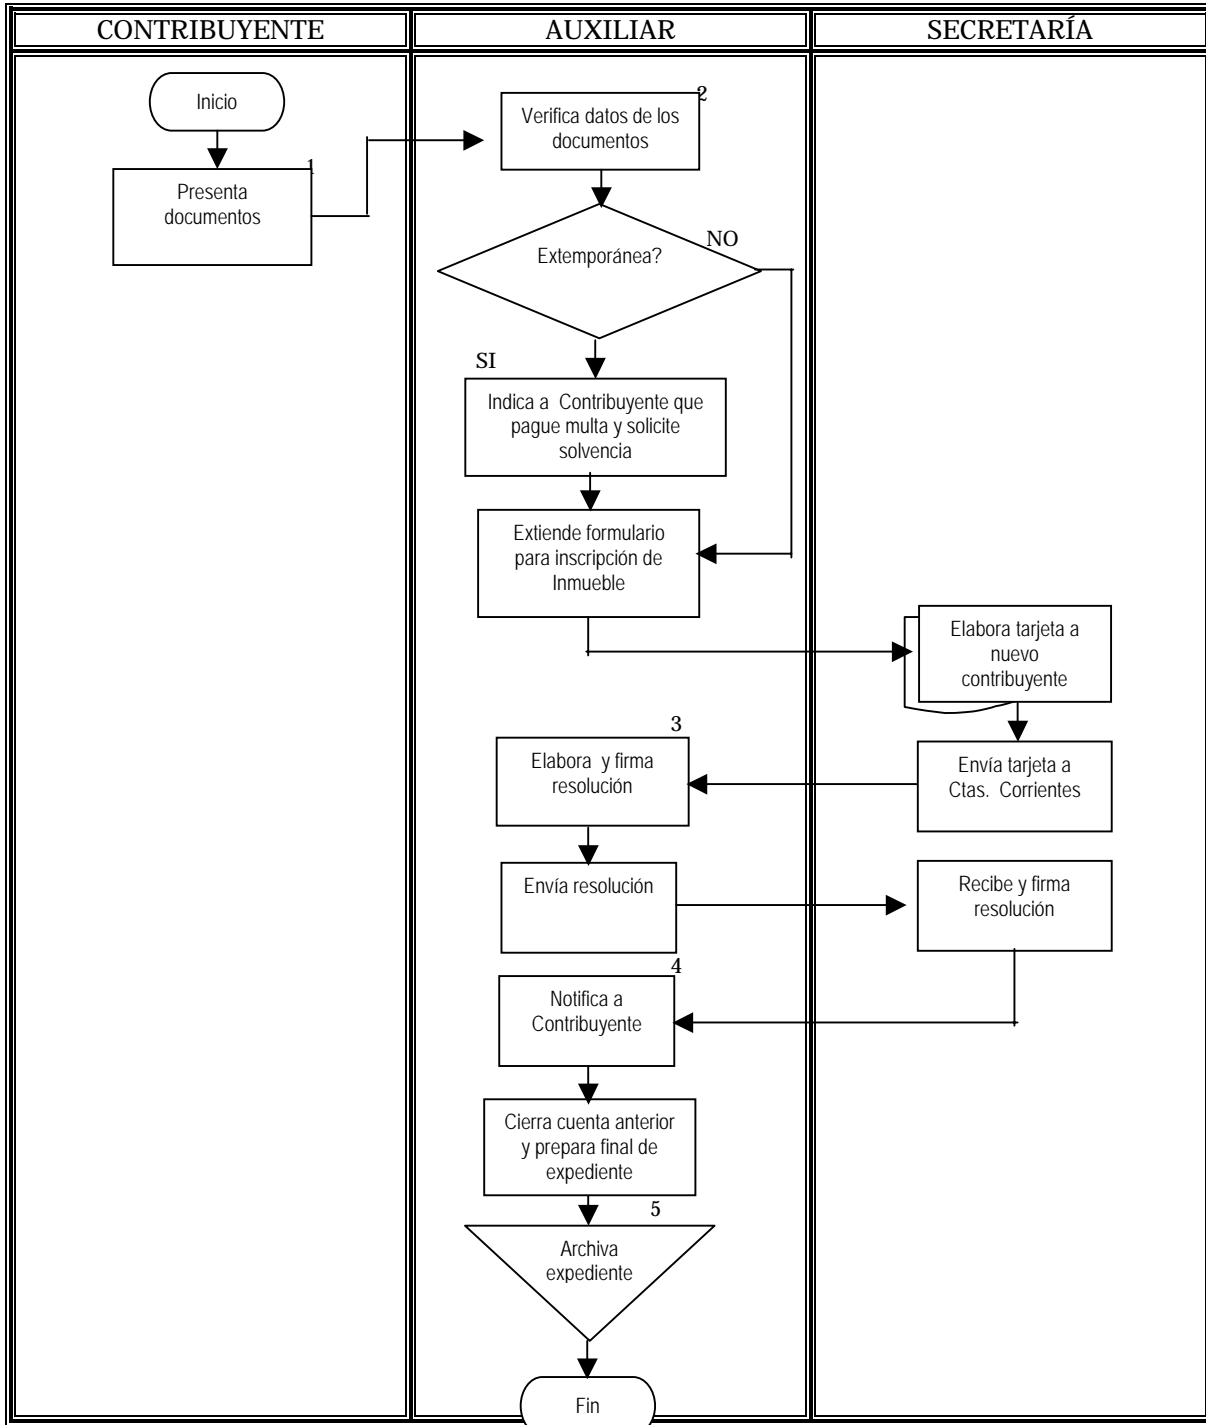 CONTRIBUYENTE
AUXILIAR
SECRETARÍA
Inicio
1
Presenta
documentos
2
Verifica datos de los
documentos
Extemporánea?
NO
SI
Indica a Contribuyente que
pague multa y solicite
solvencia
Extiende formulario
para inscripción de
Inmueble
Elabora tarjeta a
nuevo
contribuyente
Envía tarjeta a
Ctas. Corrientes
3
Elabora y firma
resolución
Envía resolución
Recibe y firma
resolución
4
Notifica a
Contribuyente
Cierra cuenta anterior
y prepara final de
expediente
5
Archiva
expediente
Fin